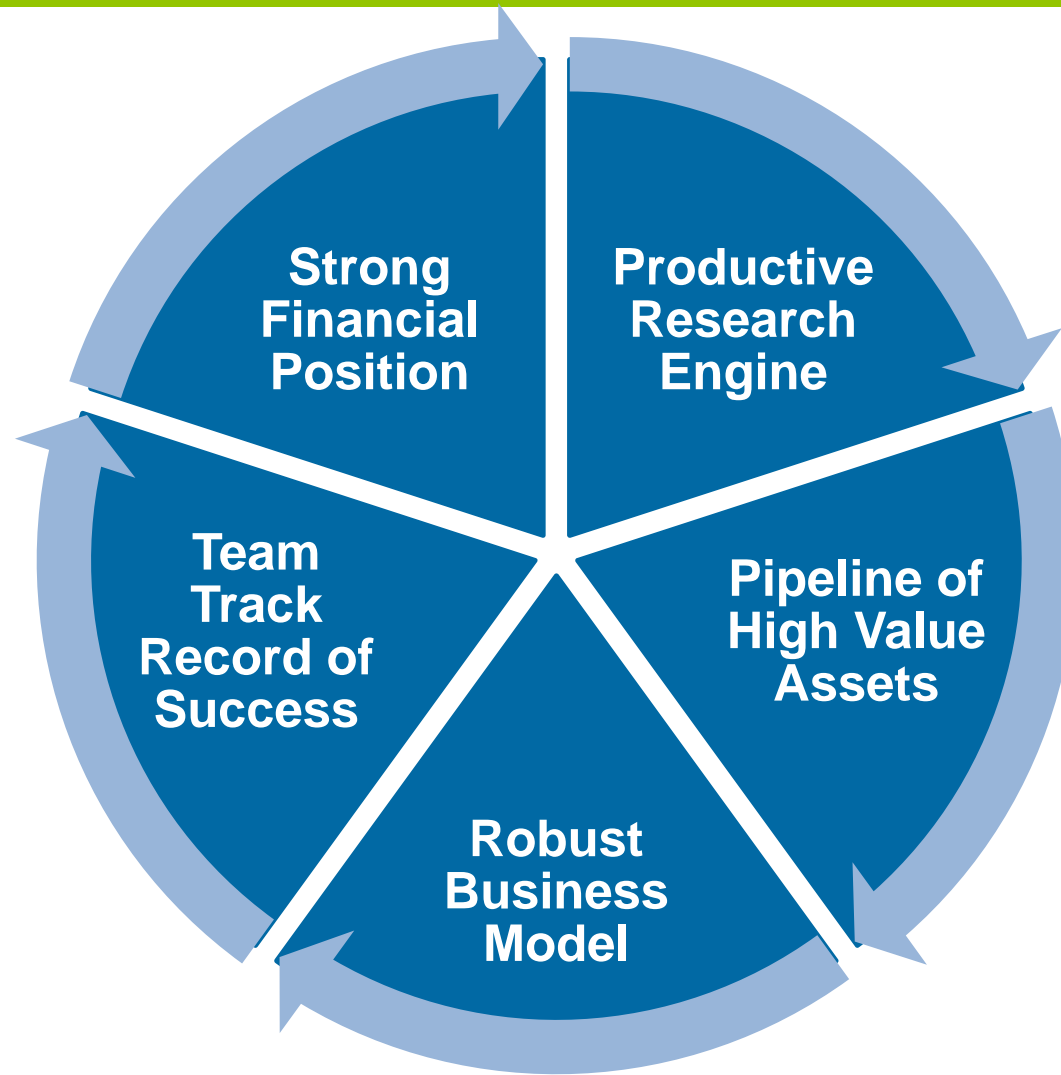 Strong
Financial
Position
Productive
Research
Engine
Pipeline of
High Value
Assets
Robust
Business
Model
Team
Track
Record of
Success